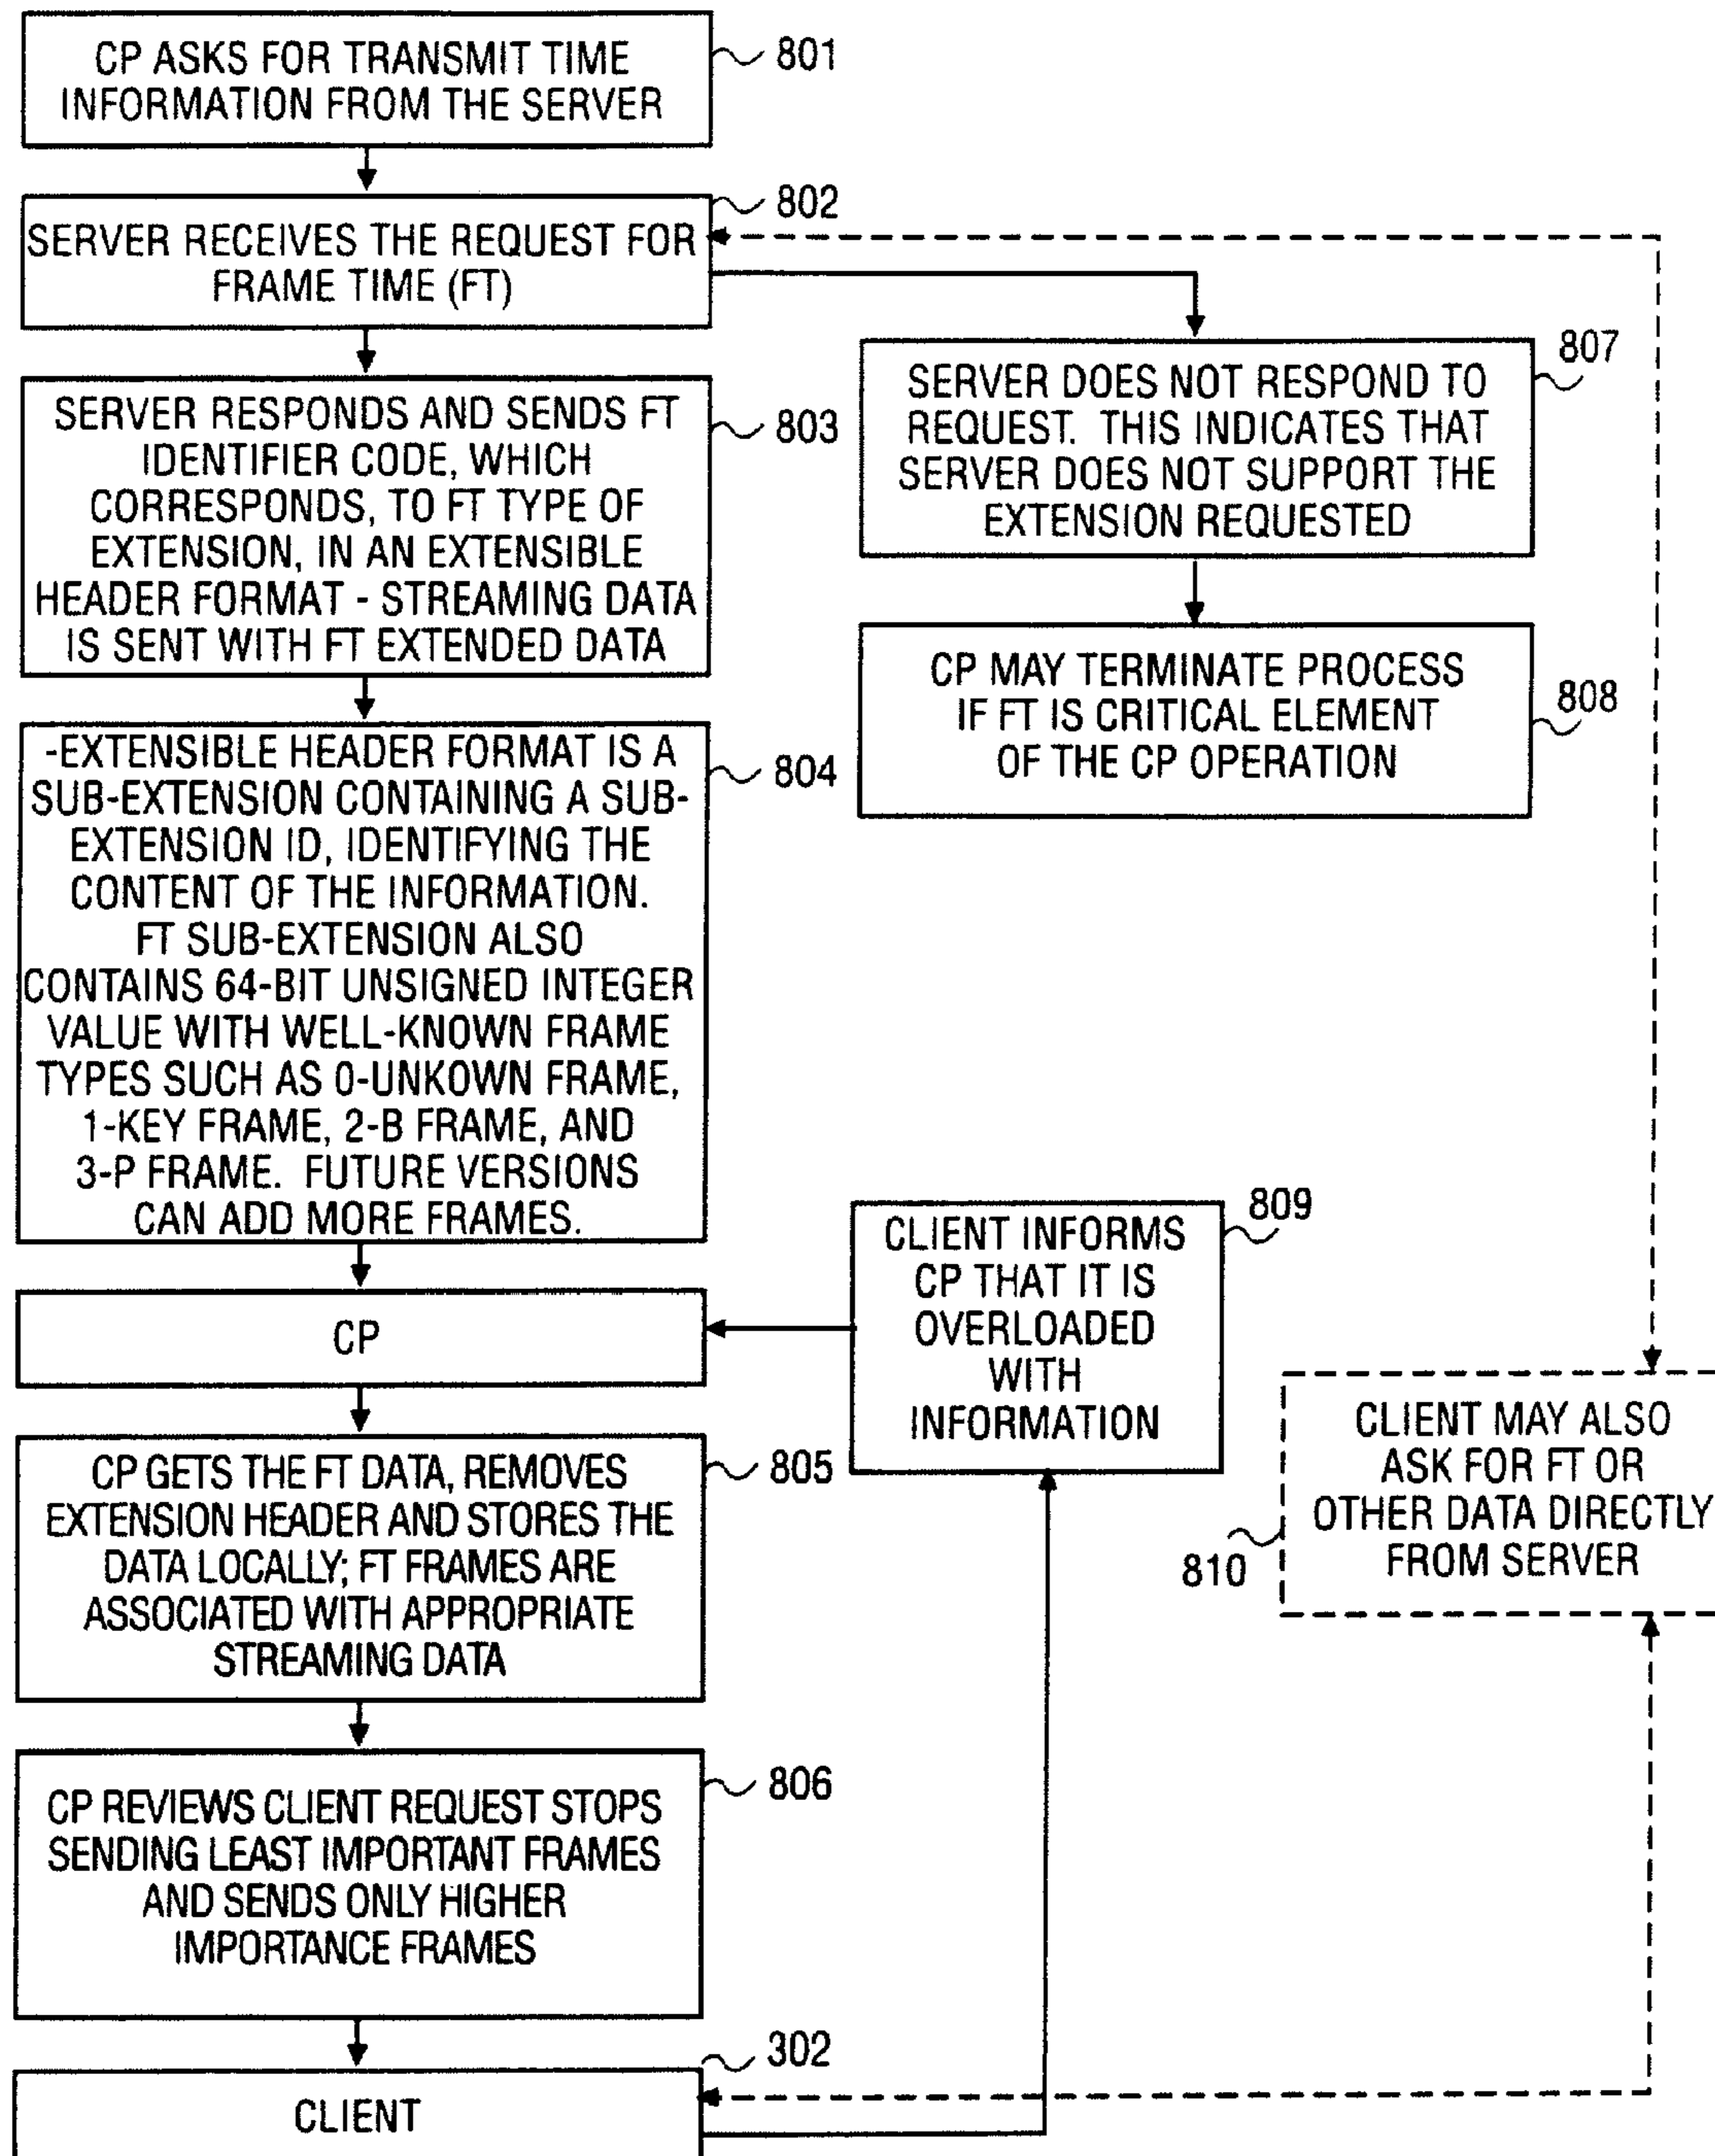 CP ASKS FOR TRANSMIT TIME
INFORMATION FROM THE SERVER
801
802
SERVER RECEIVES THE REQUEST FOR
FRAME TIME (FT)
SERVER RESPONDS AND SENDS FT
IDENTIFIER CODE, WHICH
CORRESPONDS, TO FT TYPE OF
EXTENSION, IN AN EXTENSIBLE
HEADER FORMAT - STREAMING DATA
IS SENT WITH FT EXTENDED DATA
803
SERVER DOES NOT RESPOND TO
REQUEST. THIS INDICATES THAT
SERVER DOES NOT SUPPORT THE
EXTENSION REQUESTED
807
CP MAY TERMINATE PROCESS
IF FT IS CRITICAL ELEMENT
OF THE CP OPERATION
808
-EXTENSIBLE HEADER FORMAT IS A
SUB-EXTENSION CONTAINING A SUB-
EXTENSION ID, IDENTIFYING THE
CONTENT OF THE INFORMATION.
FT SUB-EXTENSION ALSO
CONTAINS 64-BIT UNSIGNED INTEGER
VALUE WITH WELL-KNOWN FRAME
TYPES SUCH AS 0-UNKOWN FRAME,
1-KEY FRAME, 2-B FRAME, AND
3-P FRAME. FUTURE VERSIONS
CAN ADD MORE FRAMES.
804
CP
CLIENT INFORMS
CP THAT IT IS
OVERLOADED
WITH
INFORMATION
809
CLIENT MAY ALSO
ASK FOR FT OR
OTHER DATA DIRECTLY
FROM SERVER
810
CP GETS THE FT DATA, REMOVES
EXTENSION HEADER AND STORES THE
DATA LOCALLY; FT FRAMES ARE
ASSOCIATED WITH APPROPRIATE
STREAMING DATA
805
CP REVIEWS CLIENT REQUEST STOPS
SENDING LEAST IMPORTANT FRAMES
AND SENDS ONLY HIGHER
IMPORTANCE FRAMES
806
302
CLIENT